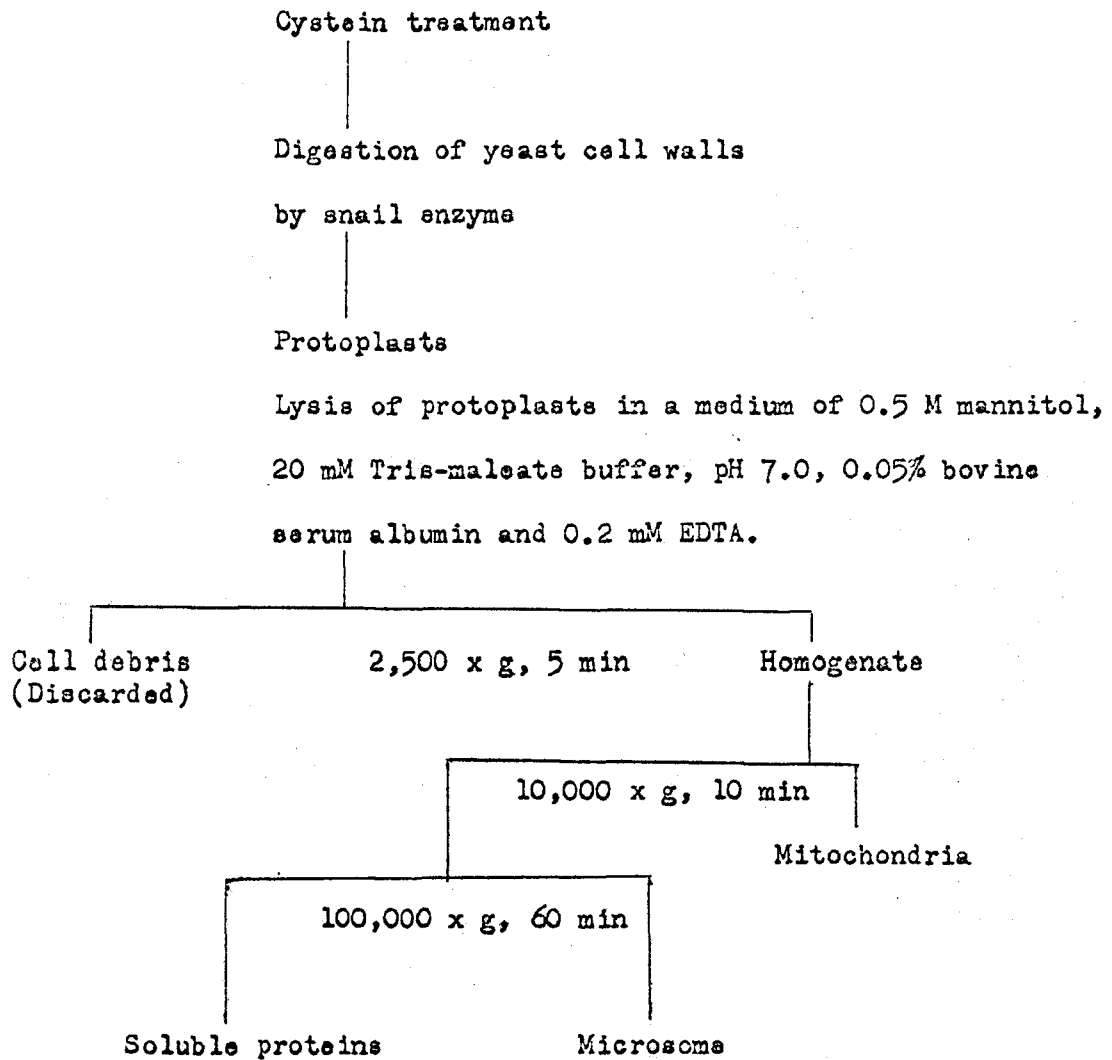 Cystein treatment
Digestion of yeast cell walls
by snail enzyme
Protoplasts
Lysis of protoplasts in a medium of 0.5 M mannitol,
20 mM Tris-maleate buffer, pH 7.0, 0.05% bovine
serum albumin and 0.2 mM EDTA.
Cell debris
(Discarded)
2,500 x g, 5 min
Homogenate
10,000 x g, 10 min
Mitochondria
100,000 x g, 60 min
Soluble proteins
Microsome